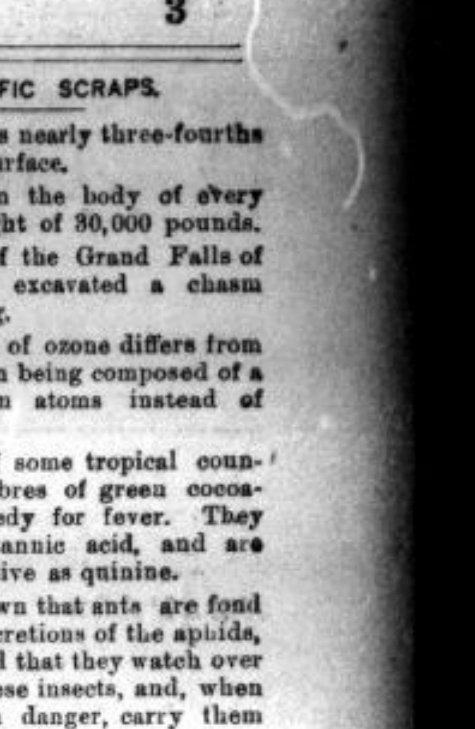 3
FIC SCRAPS.
s nearly three-fourths
urface.
n the body of every
ht of 30,000 pounds.
f the Grand Falls of
excavated a chasm
g.
of ozone differs from
n being composed of a
n atoms instead of
f some tropical coun-
bres of green cocoa-
edy for fever. They
annic acid, and are
ive as quinine.
wn that ants are fond
cretions of the aphids,
d that they watch over
ese insects, and, when
n danger, carry them